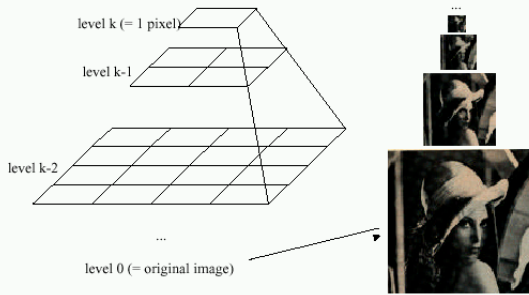 ...
level k (= 1 pixel)
level k-1
level k-2
...
level 0 (= original image)